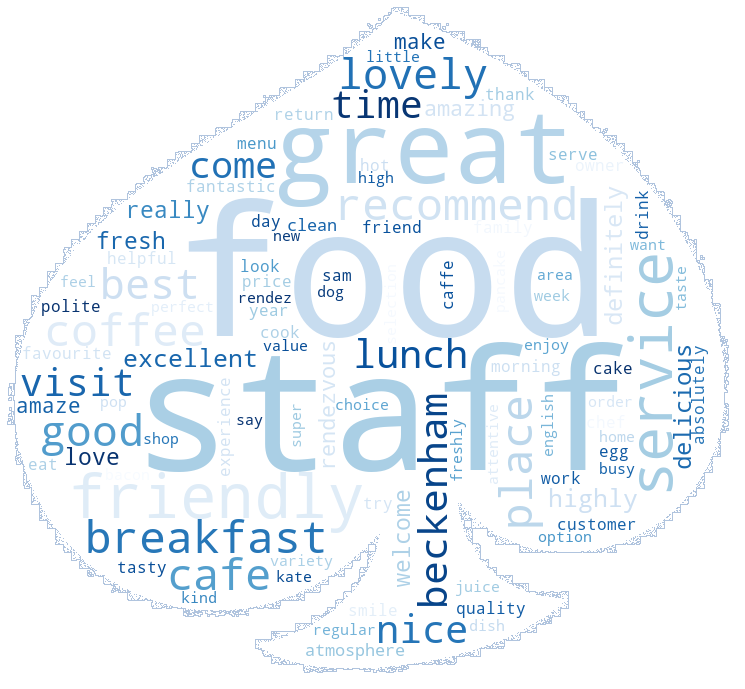 make
little
lovely
time
thank
amazing
return
great
menu
serve
hot
owner
come
high
fantastic
recommend
really
day
clean
friend
family
drink
definitely
new
fresh
food
want
helpful
look
sam
caffe
area
feel
best
price
dog
week
taste
polite
rendez
year
perfect
coffee
cook
service
favourite
value
enjoy
excellent
lunch
staff
rendezvous
morning
cake
visit
delicious
absolutely
amaze
pop
experience
super
choice
place
order
good
say
beckenham
english
chef
shop
freshly
attentive
home
eat
love
egg
busy
work
friendly
try
highly
breakfast
welcome
customer
option
tasty
cafe
variety
kate
kind
juice
smile
quality
regular
nice
dish
atmosphere